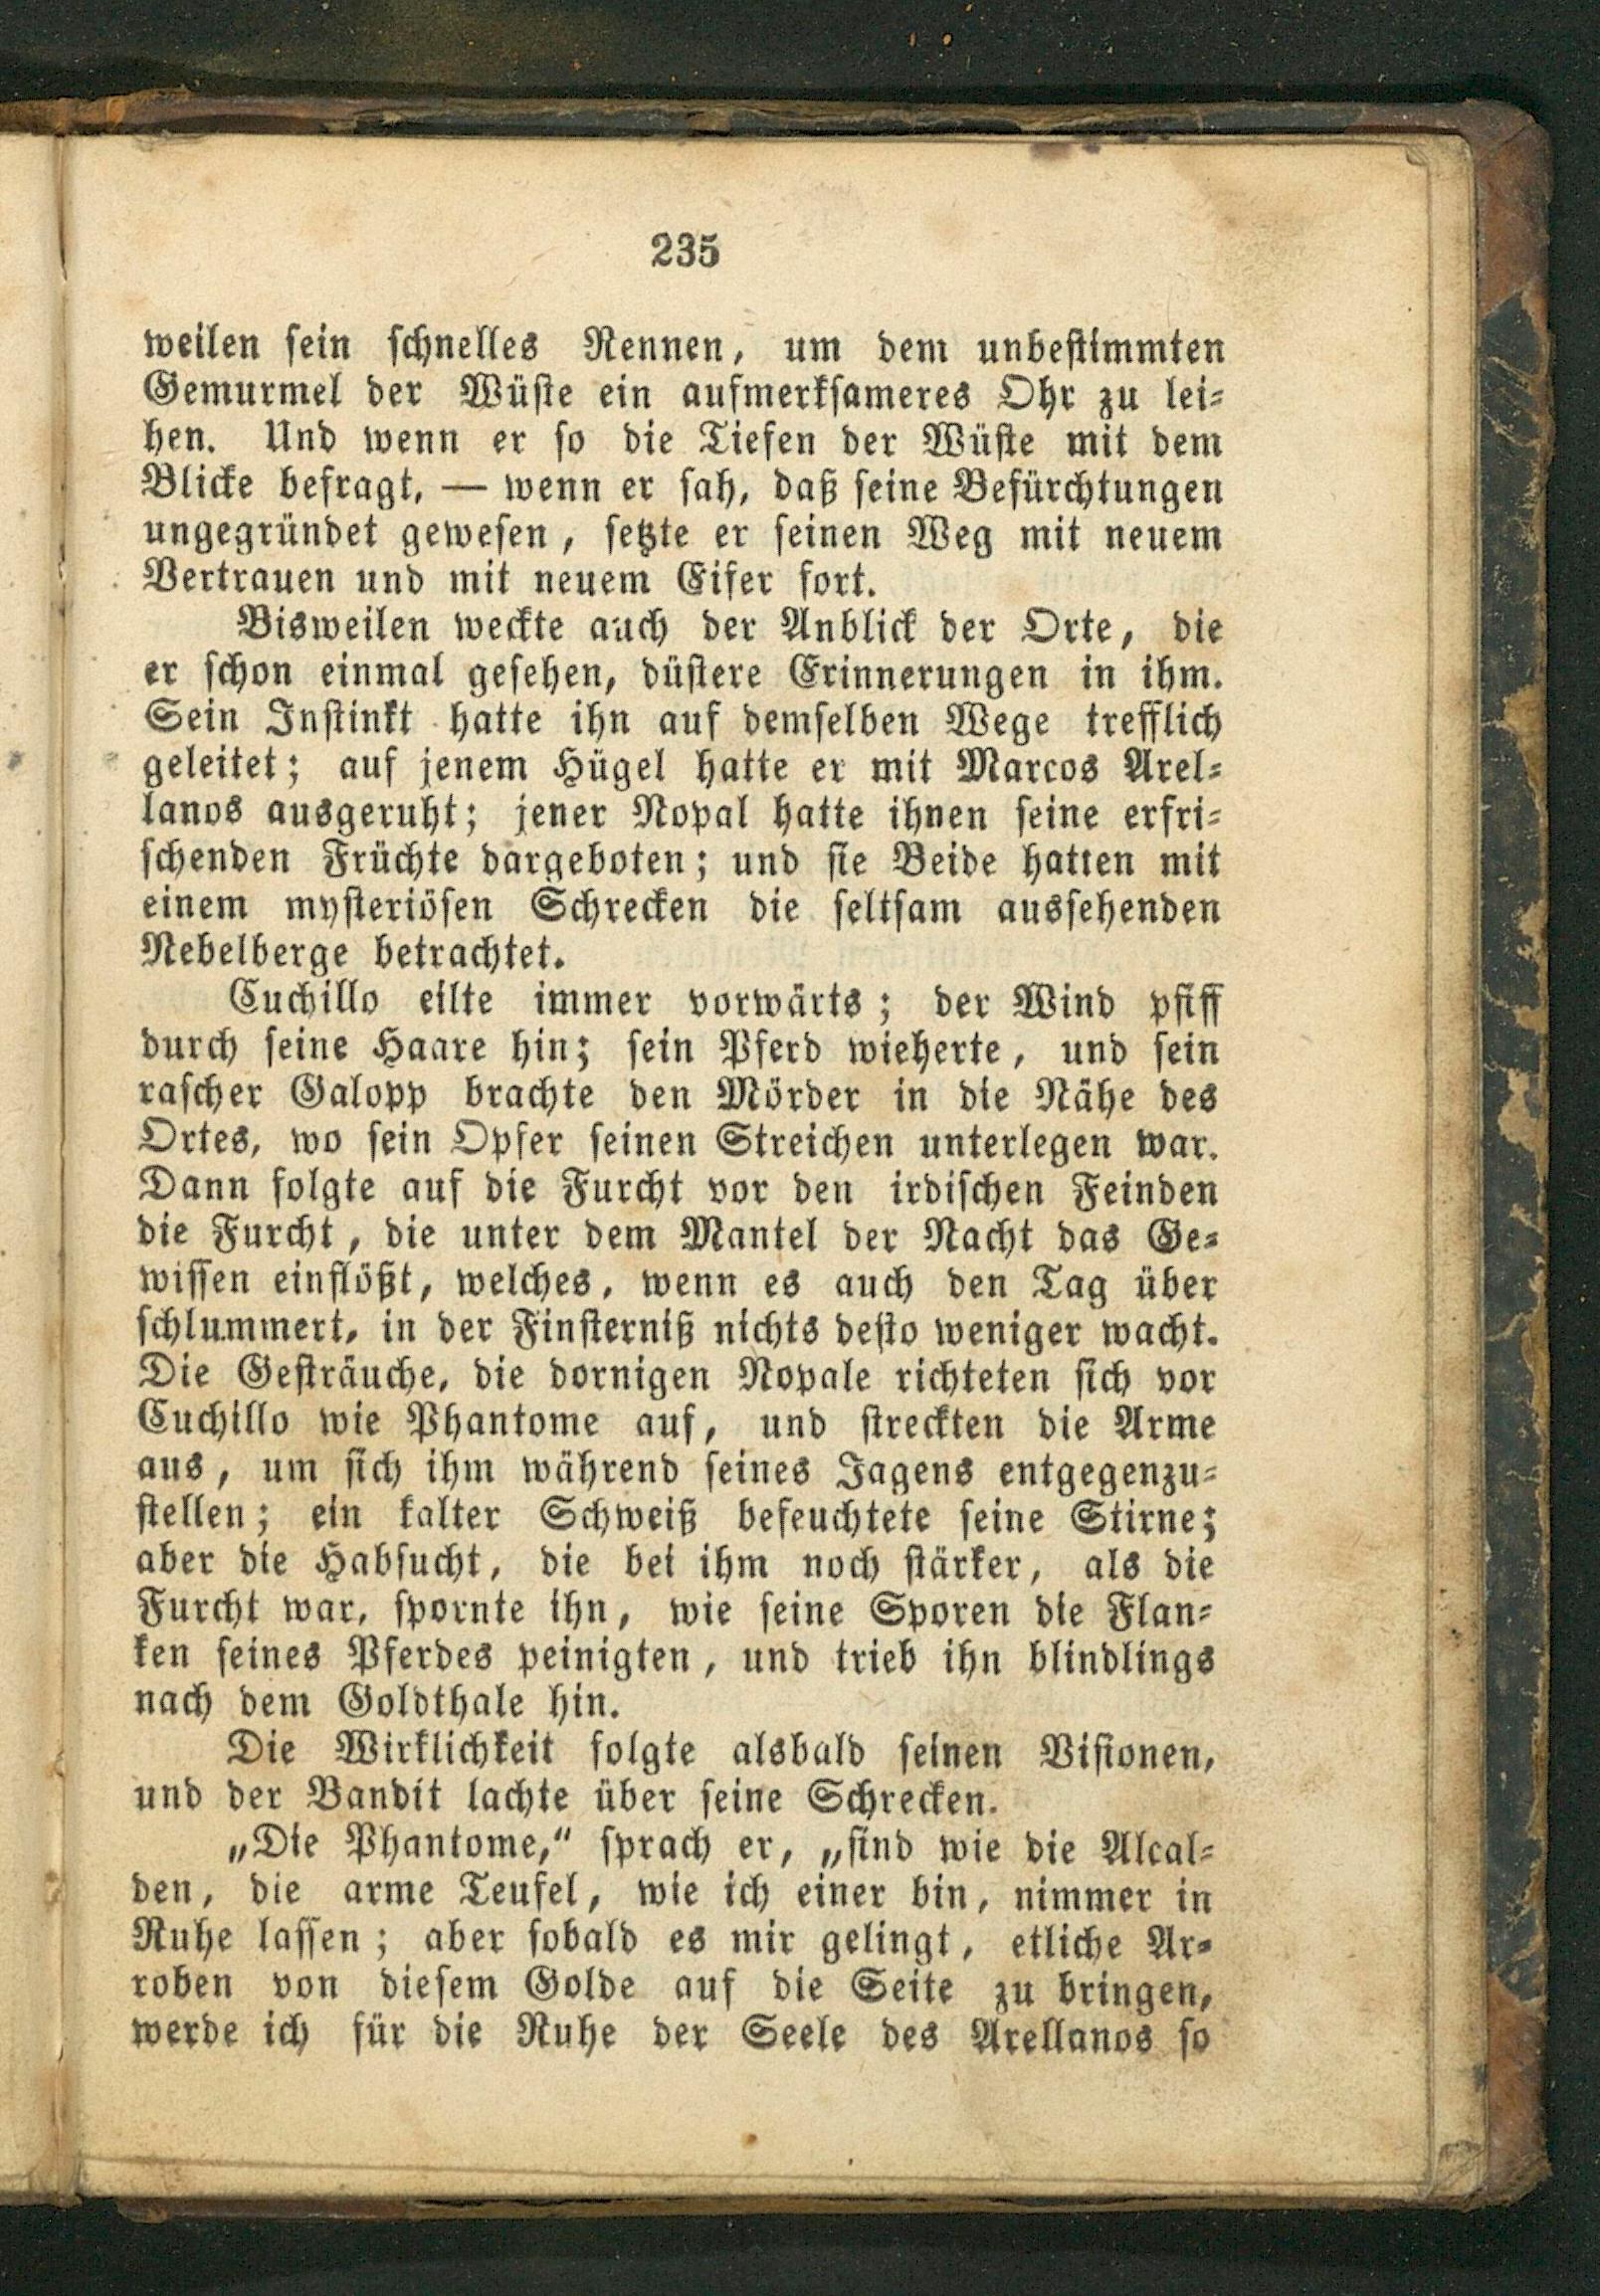 235
weilen sein schnelles Rennen, um dem unbestimmten
Gemurmel der Wüste ein aufmerksameres Ohr zu lei-
hen. Und wenn er so die Tiefen der Wüste mit dem
Blicke befragt, — wenn er sah, daß seine Befürchtungen
ungegründet gewesen, setzte er seinen Weg mit neuem
Vertrauen und mit neuem Eifer fort.
Bisweilen weckte auch der Anblick der Orte, die
er schon einmal gesehen, düstere Erinnerungen in ihm.
Sein Instinkt hatte ihn auf demselben Wege trefflich
geleitet; auf jenem Hügel hatte er mit Marcos Arel-
lanos ausgeruht; jener Nopal hatte ihnen seine erfri-
schenden Früchte dargeboten; und sie Beide hatten mit
einem mysteriösen Schrecken die seltsam aussehenden
Nebelberge betrachtet.
Cuchillo eilte immer vorwärts; der Wind pfiff
durch seine Haare hin; sein Pferd wieherte, und sein
rascher Galopp brachte den Mörder in die Nähe des
Ortes, wo sein Opfer seinen Streichen unterlegen war.
Dann folgte auf die Furcht vor den irdischen Feinden
die Furcht, die unter dem Mantel der Nacht das Ge-
wissen einflößt, welches, wenn es auch den Tag über
schlummert, in der Finsterniß nichts desto weniger wacht.
Die Gesträuche, die dornigen Nopale richteten sich vor
Cuchillo wie Phantome auf, und streckten die Arme
aus, um sich ihm während seines Jagens entgegenzu-
stellen; ein kalter Schweiß befeuchtete seine Stirne;
aber die Habsucht, die bei ihm noch stärker, als die
Furcht war, spornte ihn, wie seine Sporen die Flan-
ken seines Pferdes peinigten, und trieb ihn blindlings
nach dem Goldthale hin.
Die Wirklichkeit folgte alsbald seinen Visionen,
und der Bandit lachte über seine Schrecken.
„Die Phantome,“ sprach er, „sind wie die Alcal-
den, die arme Teufel, wie ich einer bin, nimmer in
Ruhe lassen; aber sobald es mir gelingt, etliche Ar-
roben von diesem Golde auf die Seite zu bringen,
werde ich für die Ruhe der Seele des Arellanos so